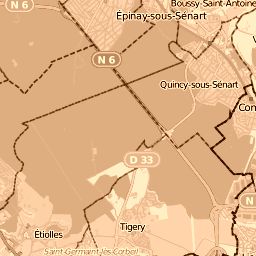 N 6
Boussy-Saint-Antoine
Épinay-sous-Sénart
N 6
Quincy-sous-Sénart
D 33
N
Étiolles
Tigery
Saint-Germain-lès-Corbeil